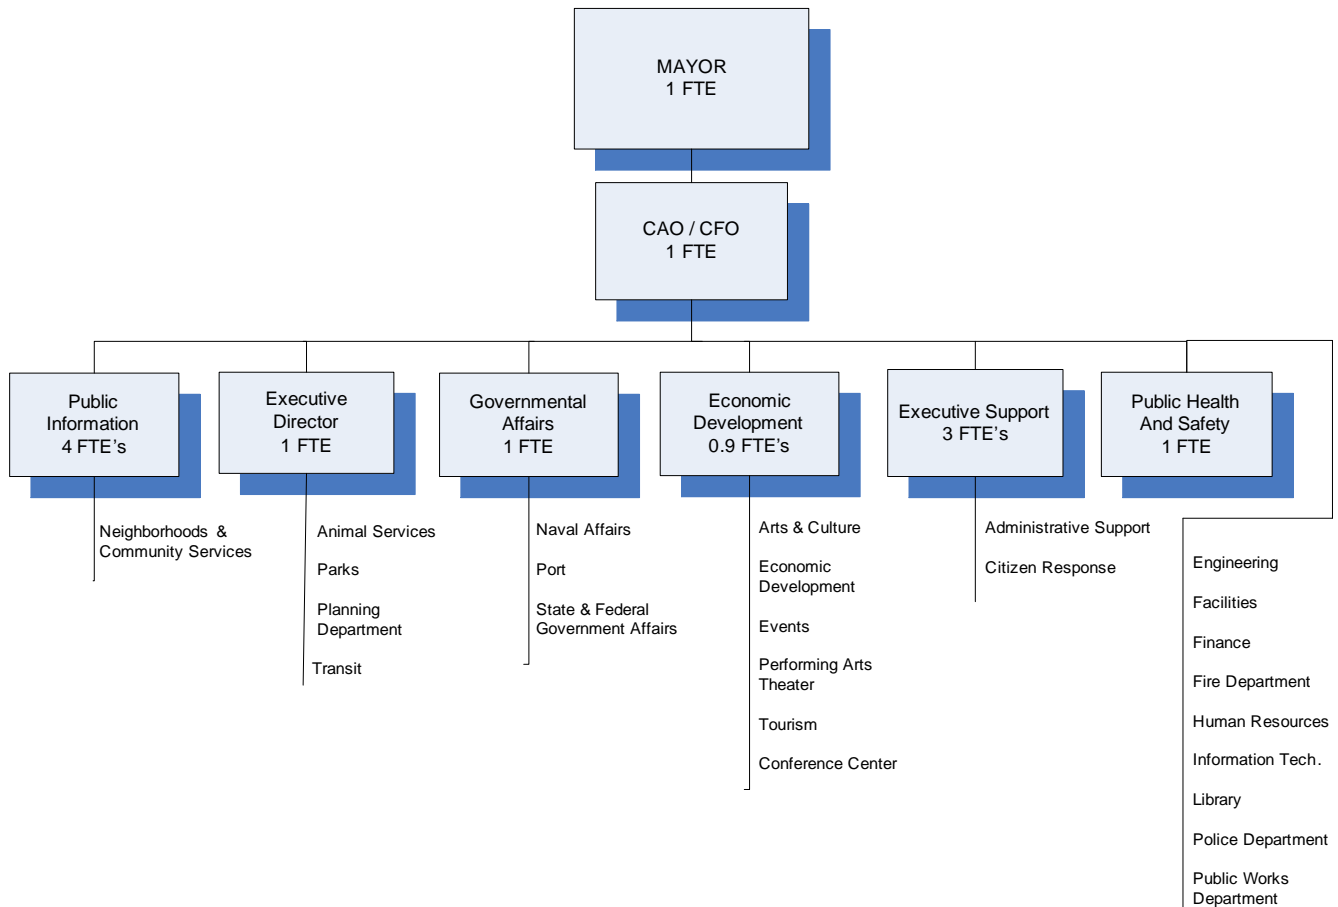 MAYOR
1 FTE
CAO / CFO
1 FTE
Public
Information
4 FTE's
Executive
Director
1 FTE
Governmental
Affairs
1 FTE
Economic
Development
0.9 FTE's
Executive Support
3 FTE's
Public Health
And Safety
1 FTE
Neighborhoods &
Community Services
Animal Services
Parks
Planning
Department
Transit
Naval Affairs
Port
State & Federal
Government Affairs
Arts & Culture
Economic
Development
Events
Performing Arts
Theater
Tourism
Conference Center
Administrative Support
Citizen Response
Engineering
Facilities
Finance
Fire Department
Human Resources
Information Tech.
Library
Police Department
Public Works
Department